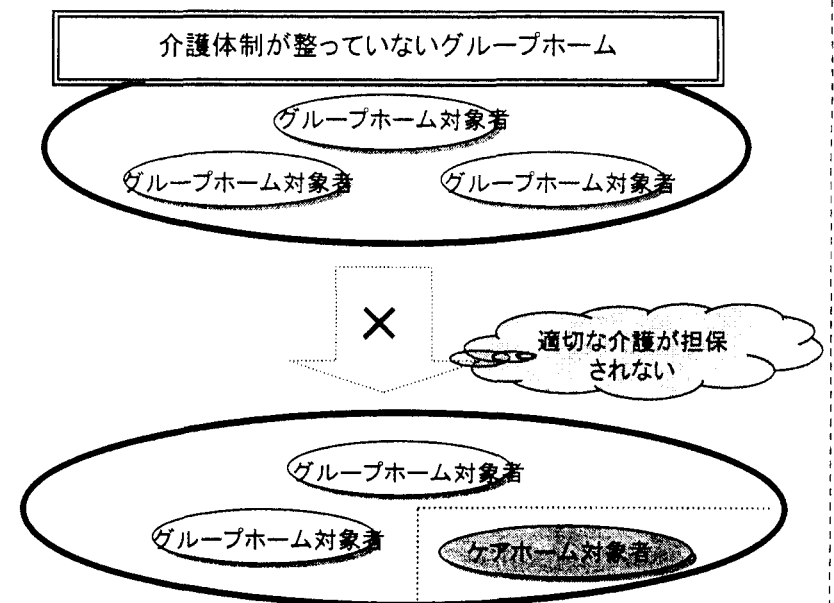 介護体制が整っていないグループホーム
グループホーム対象者
グループホーム対象者
グループホーム対象者
×
適切な介護が担保
されない
グループホーム対象者
グループホーム対象者
ケアホーム対象者